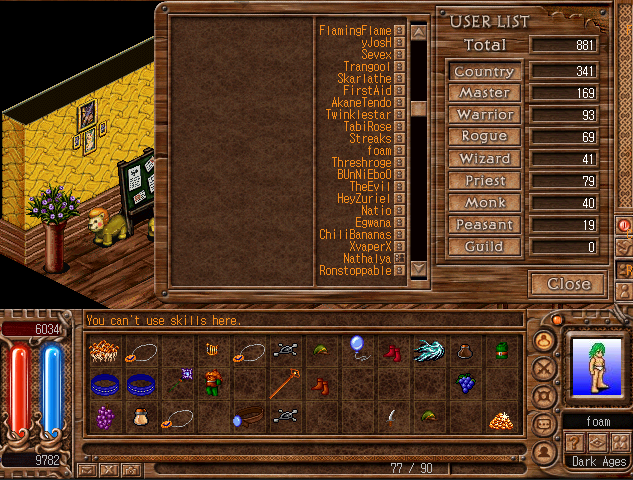 FlamingFlame
yJosH
Sevex
Trangool
Skarlathe
FirstAid
AkaneTendo
Twinklestar
TabiRose
Streaks
foam
Threshroge
BUnNiEboO
TheEvil
HeyZuriel
Natio
Egwana
ChiliBananas
XvaperX
Nathalya
Ronstoppable
USER LIST
Total 881
Country 341
Master 169
Warrior 93
Rogue 69
Wizard 41
Priest 79
Monk 40
Peasant 19
Guild 0
Close
You can't use skills here.
6034
9782
77 / 90
foam
Dark Ages